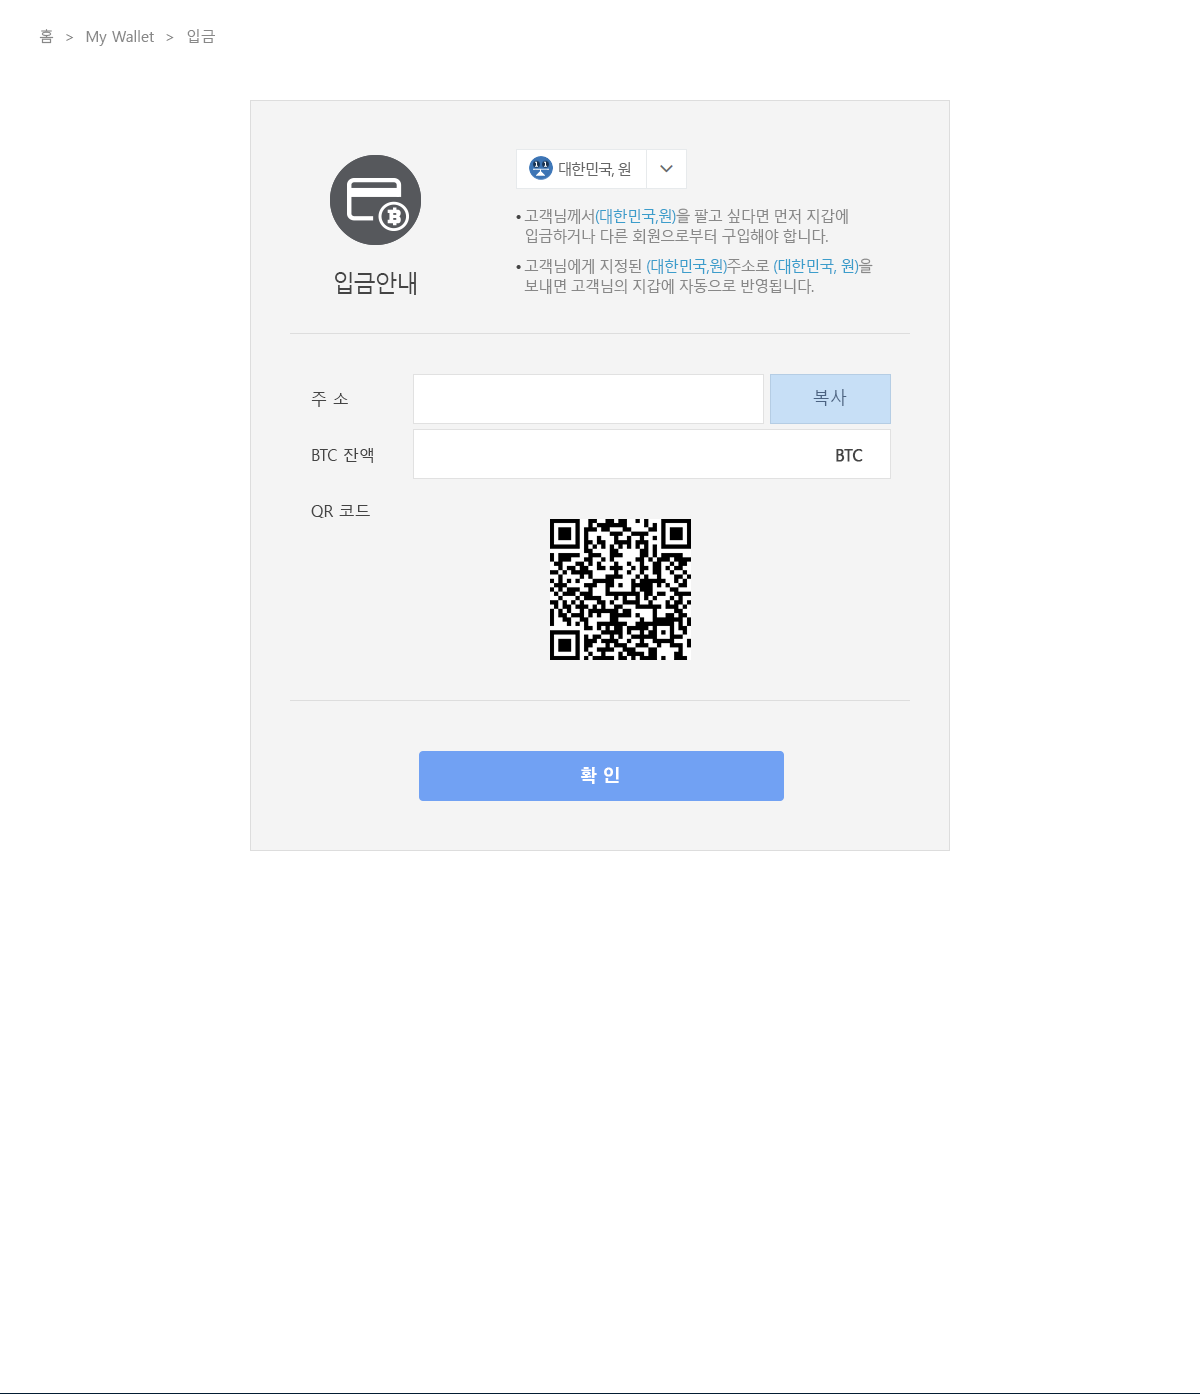 홈 > My Wallet > 입금
대한민국, 원
• 고객님께서(대한민국,원)을 팔고 싶다면 먼저 지갑에
입금하거나 다른 회원으로부터 구입해야 합니다.
• 고객님에게 지정된 (대한민국,원)주소로 (대한민국, 원)을
보내면 고객님의 지갑에 자동으로 반영됩니다.
입금안내
주 소
복사
BTC 잔액
BTC
QR 코드
확 인